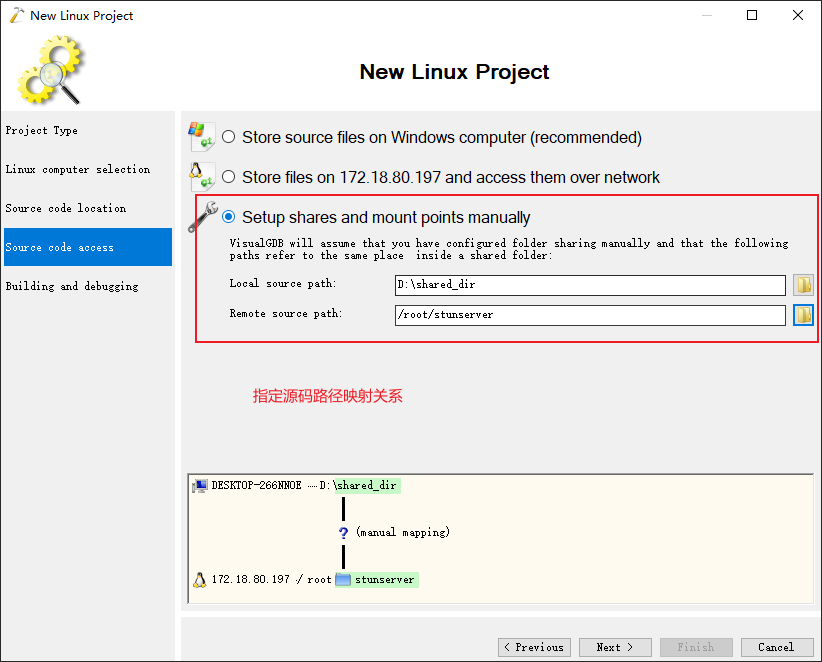 New Linux Project
New Linux Project
Project Type
Linux computer selection
Source code location
Source code access
Building and debugging
Store source files on Windows computer (recommended)
Store files on 172.18.80.197 and access them over network
Setup shares and mount points manually
VisualGDB will assume that you have configured folder sharing manually and that the following
paths refer to the same place  inside a shared folder:
Local source path:
D:\shared_dir
Remote source path:
/root/stunserver
指定源码路径映射关系
DESKTOP-266NNOE ---- D:\shared_dir
? (manual mapping)
172.18.80.197 / root stunserver
< Previous
Next >
Finish
Cancel